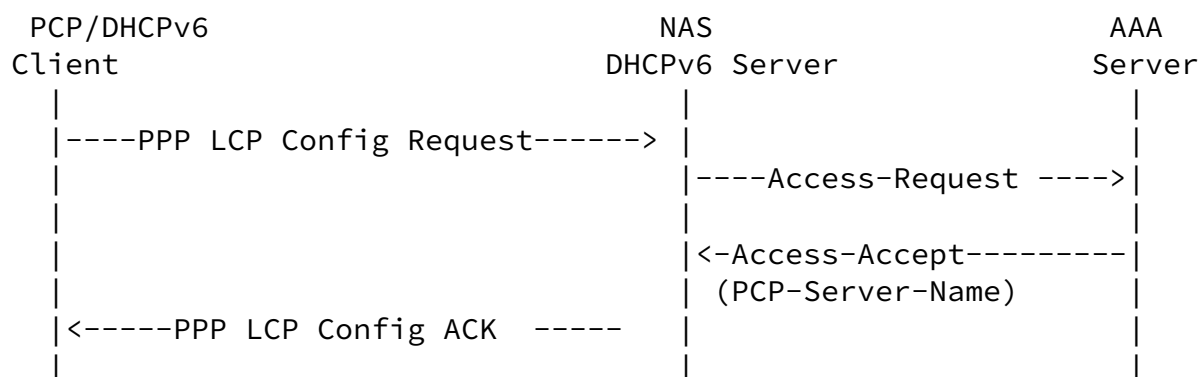 PCP/DHCPv6 NAS AAA
Client DHCPv6 Server Server
| | |
|----PPP LCP Config Request------> | |
| |----Access-Request ---->|
| | |
| |<-Access-Accept---------|
| | (PCP-Server-Name) |
|<-----PPP LCP Config ACK ----- | |
| | |